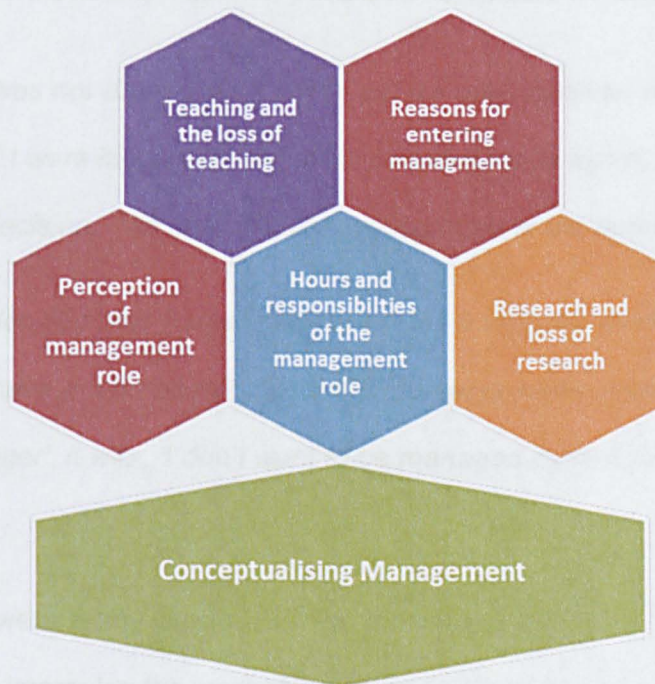 Teaching and
the loss of
teaching
Reasons for
entering
managment
Perception
of
management
role
Hours and
responsibilties
of the
management
role
Research and
loss of
research
Conceptualising Management